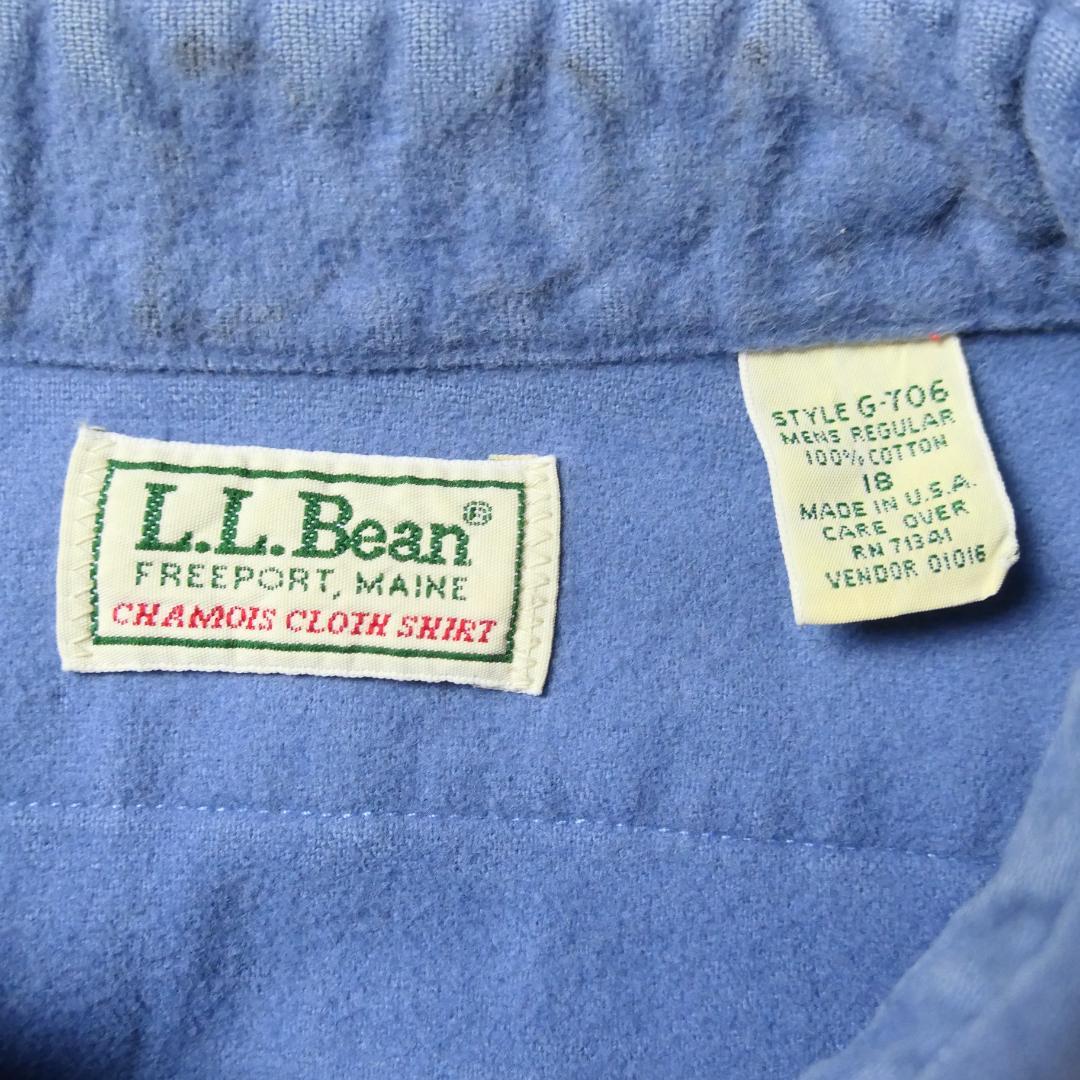 L.L.Bean®
FREEPORT, MAINE
CHAMOIS CLOTH SHIRT
STYLE G-706
MENS REGULAR
100% COTTON
18
MADE IN U.S.A.
CARE OVER
RN 71341
VENDOR 01016